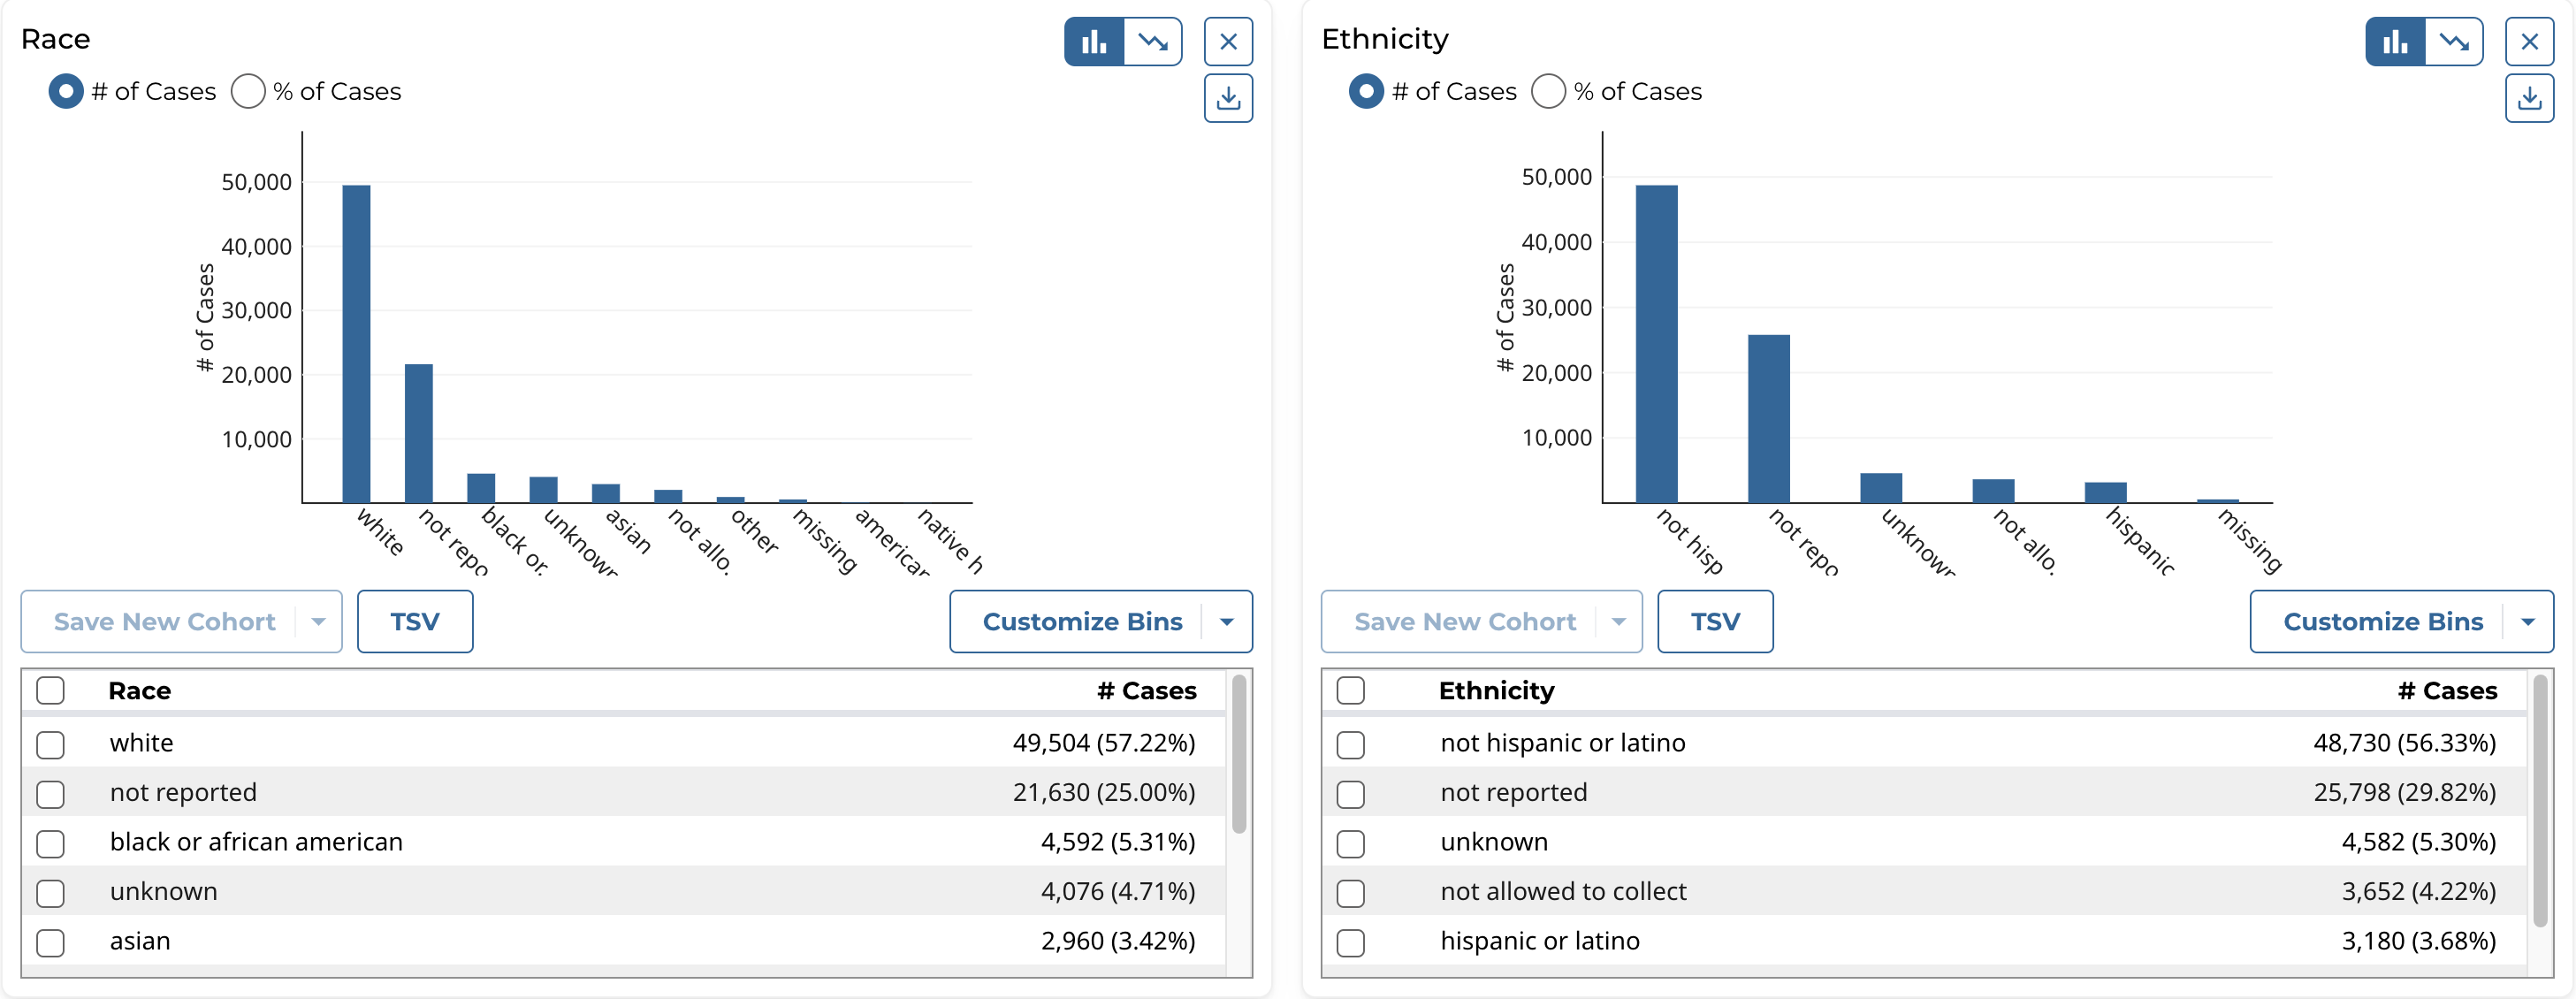 Race
# of Cases % of Cases
50,000
40,000
30,000
20,000
10,000
# of Cases
white
not repo
black or.
unknown
asian
not allo.
other
missing
american
native h
Save New Cohort
TSV
Customize Bins
Race # Cases
white 49,504 (57.22%)
not reported 21,630 (25.00%)
black or african american 4,592 (5.31%)
unknown 4,076 (4.71%)
asian 2,960 (3.42%)
Ethnicity
# of Cases % of Cases
50,000
40,000
30,000
20,000
10,000
# of Cases
not hisp
not repo
unknown
not allo.
hispanic
missing
Save New Cohort
TSV
Customize Bins
Ethnicity # Cases
not hispanic or latino 48,730 (56.33%)
not reported 25,798 (29.82%)
unknown 4,582 (5.30%)
not allowed to collect 3,652 (4.22%)
hispanic or latino 3,180 (3.68%)